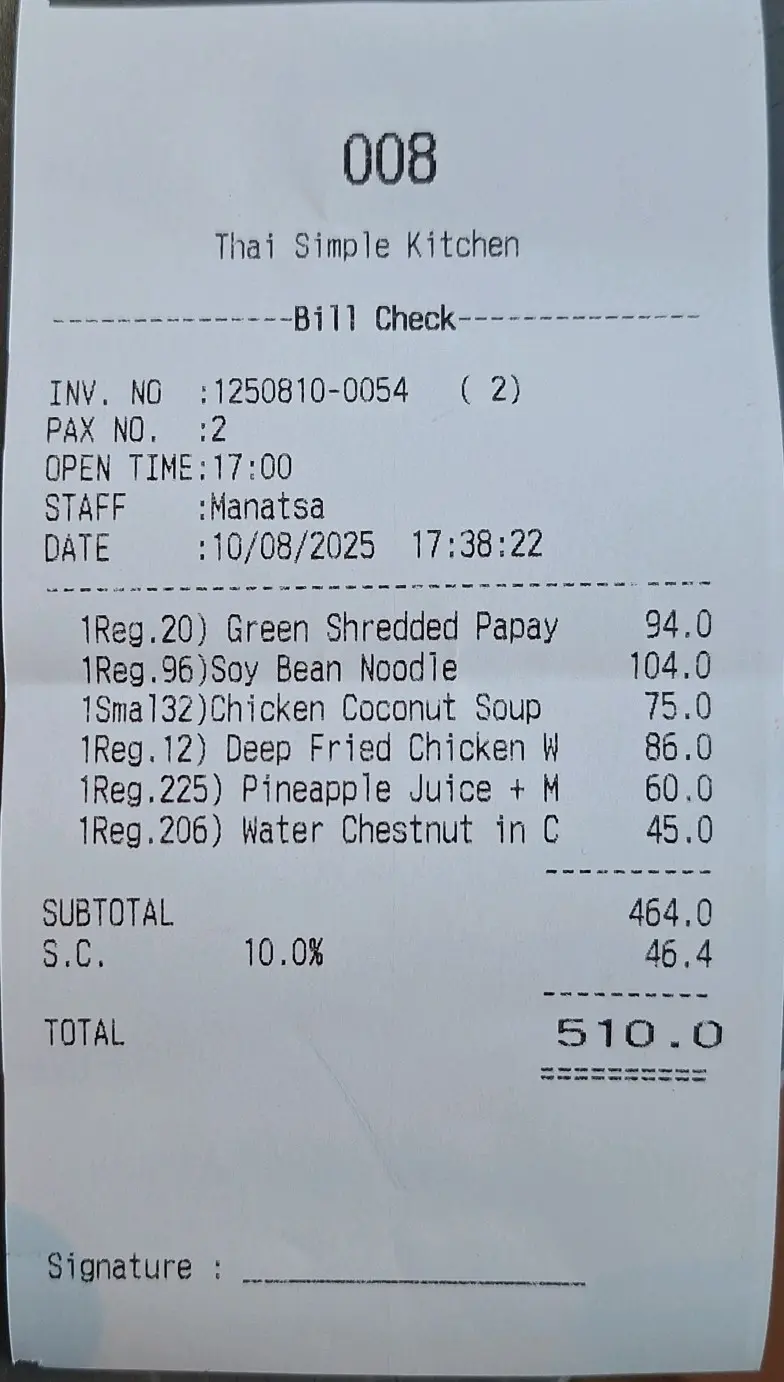 008
Thai Simple Kitchen
---------------Bill Check---------------
INV. NO :1250810-0054 ( 2)
PAX NO. :2
OPEN TIME:17:00
STAFF :Manatsa
DATE :10/08/2025 17:38:22
1Reg.20) Green Shredded Papay 94.0
1Reg.96)Soy Bean Noodle 104.0
1Smal32)Chicken Coconut Soup 75.0
1Reg.12) Deep Fried Chicken W 86.0
1Reg.225) Pineapple Juice + M 60.0
1Reg.206) Water Chestnut in C 45.0
SUBTOTAL 464.0
S.C. 10.0% 46.4
TOTAL 510.0
Signature :